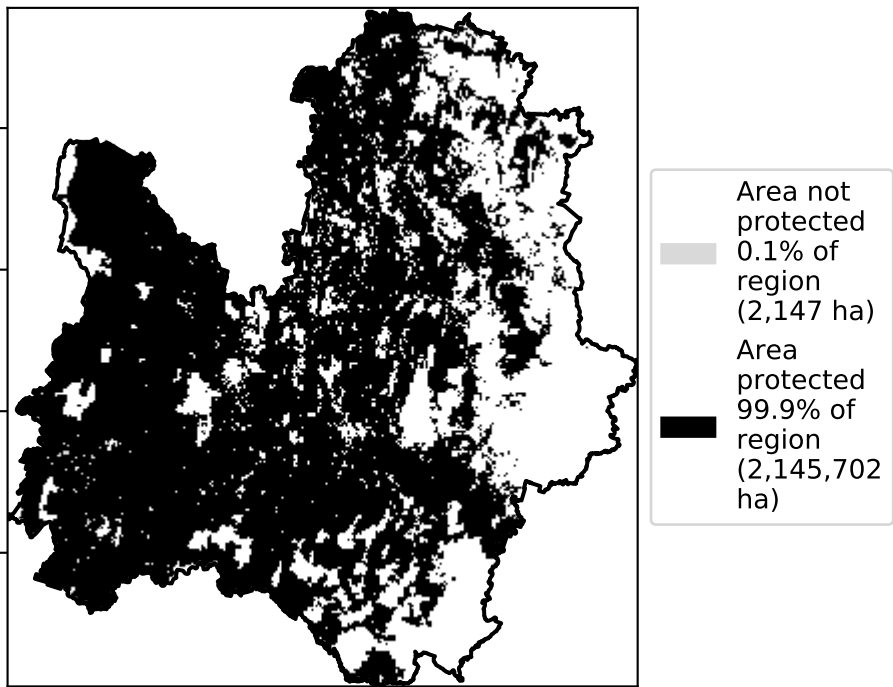 Area not
protected
0.1% of
region
(2,147 ha)
Area
protected
99.9% of
region
(2,145,702
ha)